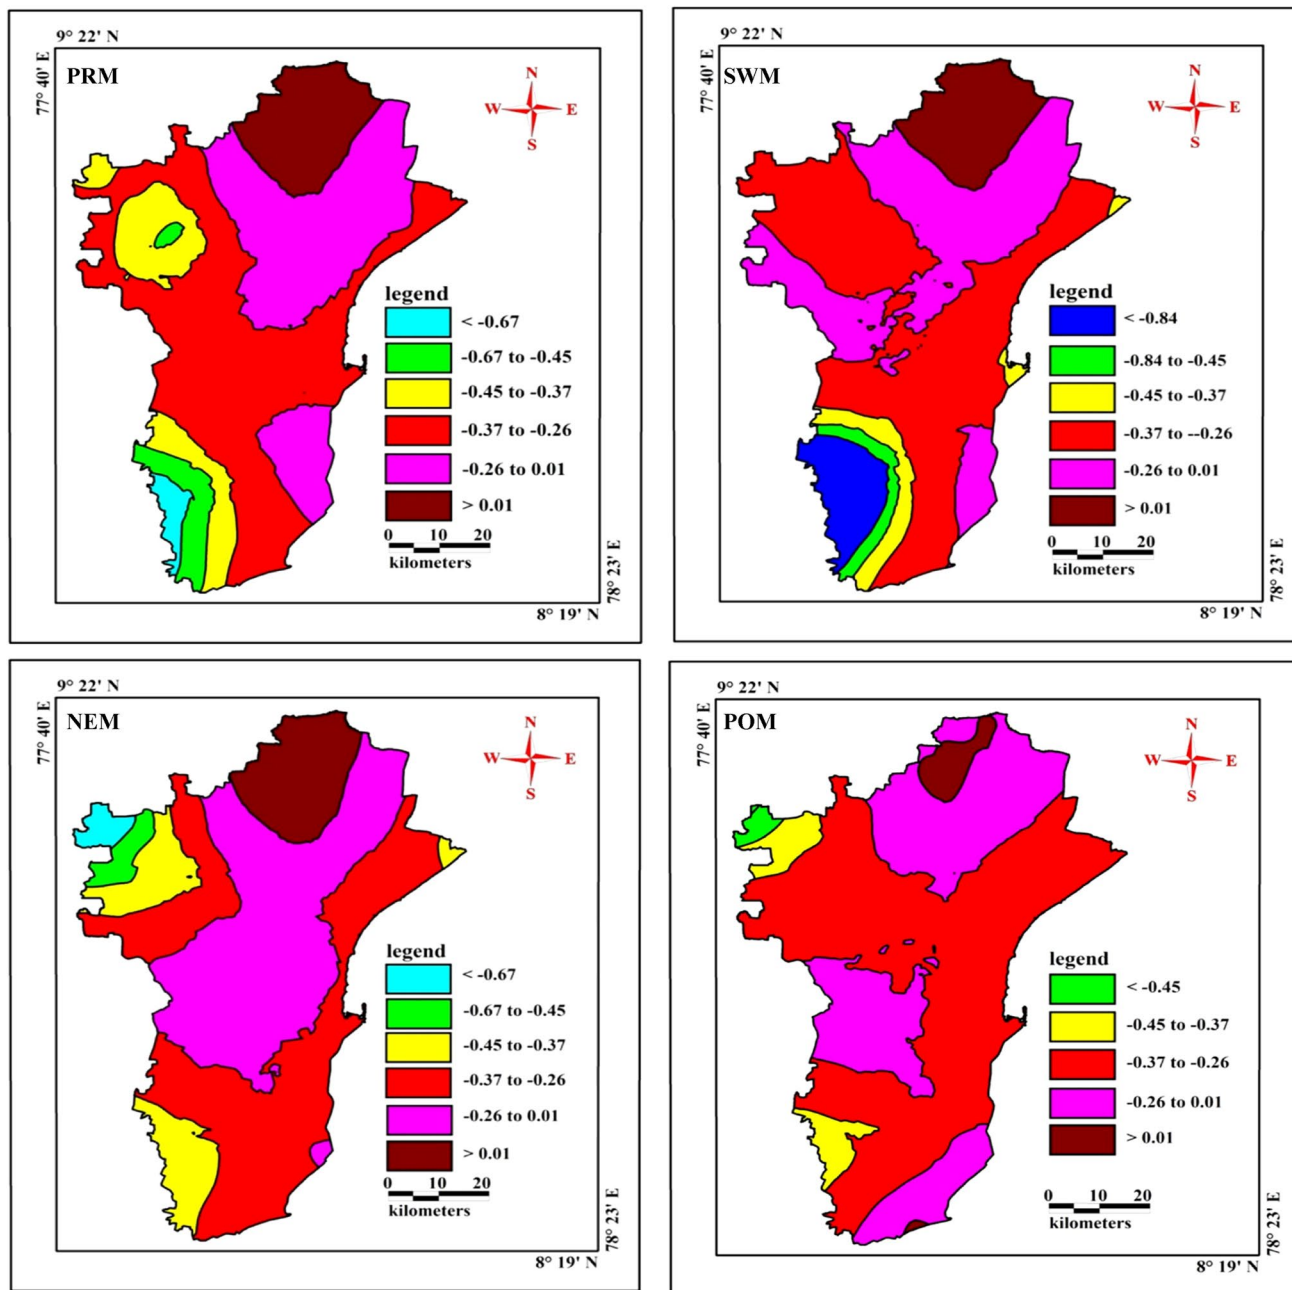 9° 22' N
77° 40' E
PRM
N
W E
S
legend
< -0.67
-0.67 to -0.45
-0.45 to -0.37
-0.37 to -0.26
-0.26 to 0.01
> 0.01
0 10 20
kilometers
78° 23' E
8° 19' N
9° 22' N
77° 40' E
SWM
N
W E
S
legend
< -0.84
-0.84 to -0.45
-0.45 to -0.37
-0.37 to --0.26
-0.26 to 0.01
> 0.01
0 10 20
kilometers
78° 23' E
8° 19' N
9° 22' N
77° 40' E
NEM
N
W E
S
legend
< -0.67
-0.67 to -0.45
-0.45 to -0.37
-0.37 to -0.26
-0.26 to 0.01
> 0.01
0 10 20
kilometers
78° 23' E
8° 19' N
9° 22' N
77° 40' E
POM
N
W E
S
legend
< -0.45
-0.45 to -0.37
-0.37 to -0.26
-0.26 to 0.01
> 0.01
0 10 20
kilometers
78° 23' E
8° 19' N